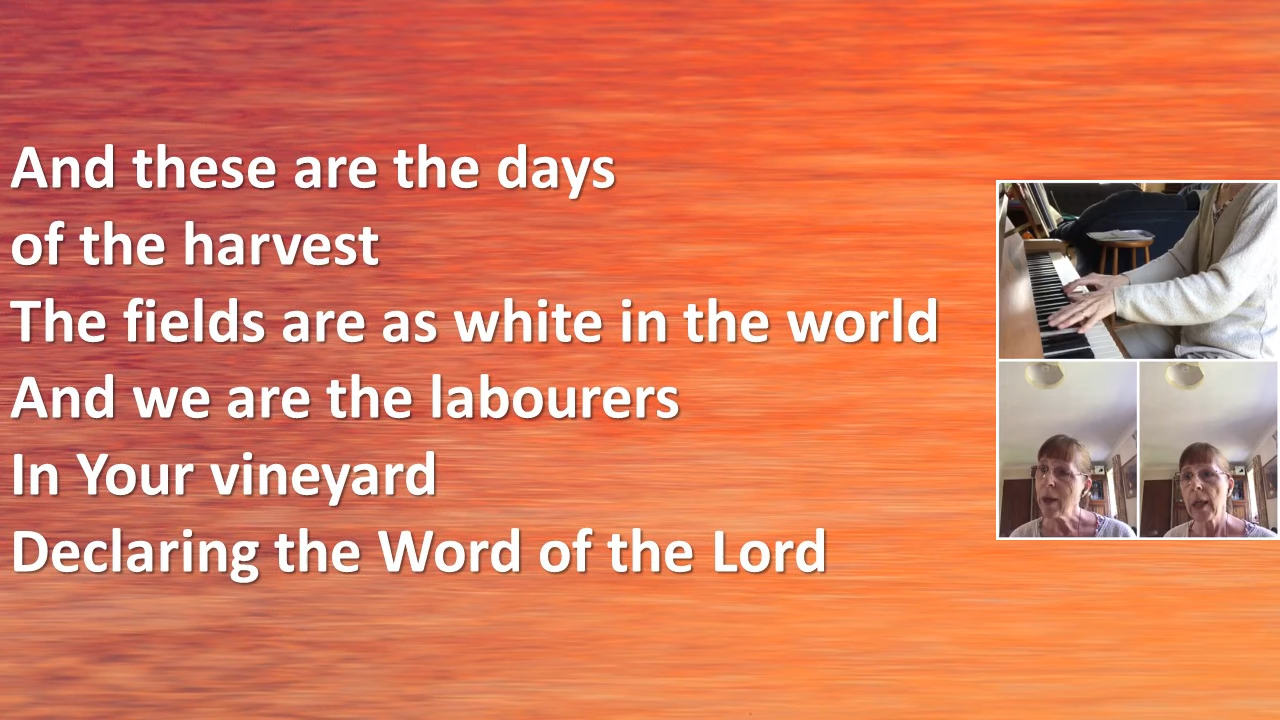 And these are the days
of the harvest
The fields are as white in the world
And we are the labourers
In Your vineyard
Declaring the Word of the Lord